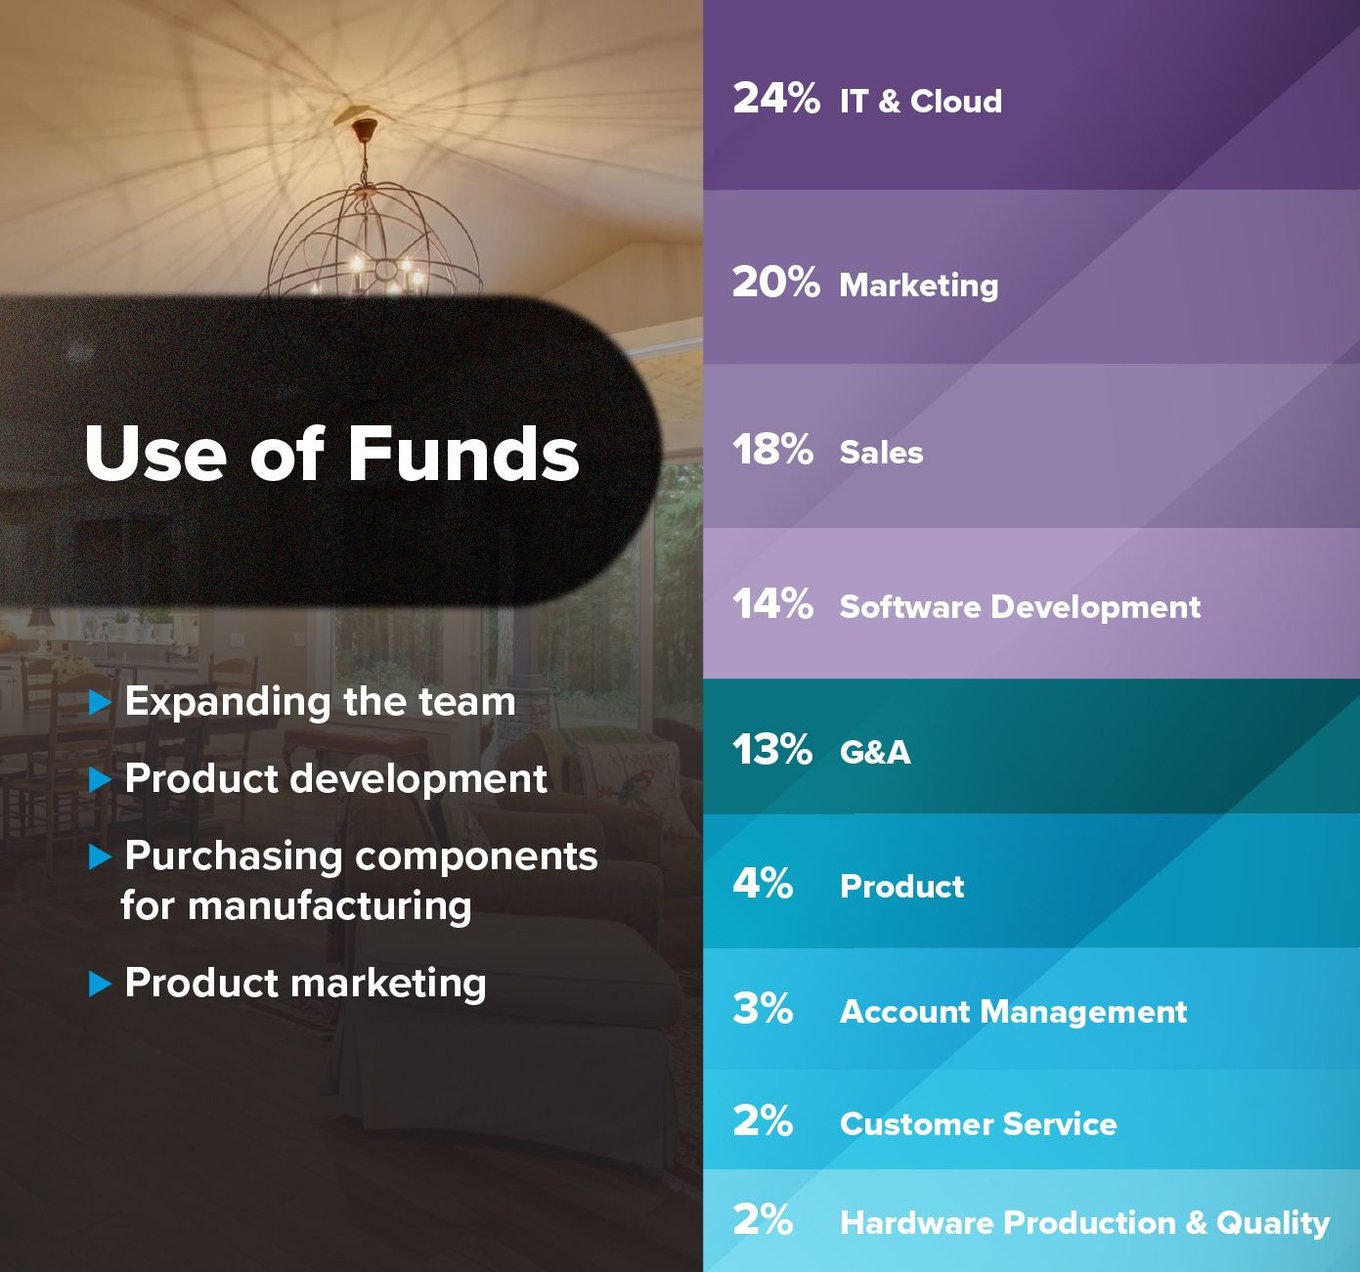 Use of Funds
Expanding the team
Product development
Purchasing components
for manufacturing
Product marketing
24% IT & Cloud
20% Marketing
18% Sales
14% Software Development
13% G&A
4% Product
3% Account Management
2% Customer Service
2% Hardware Production & Quality